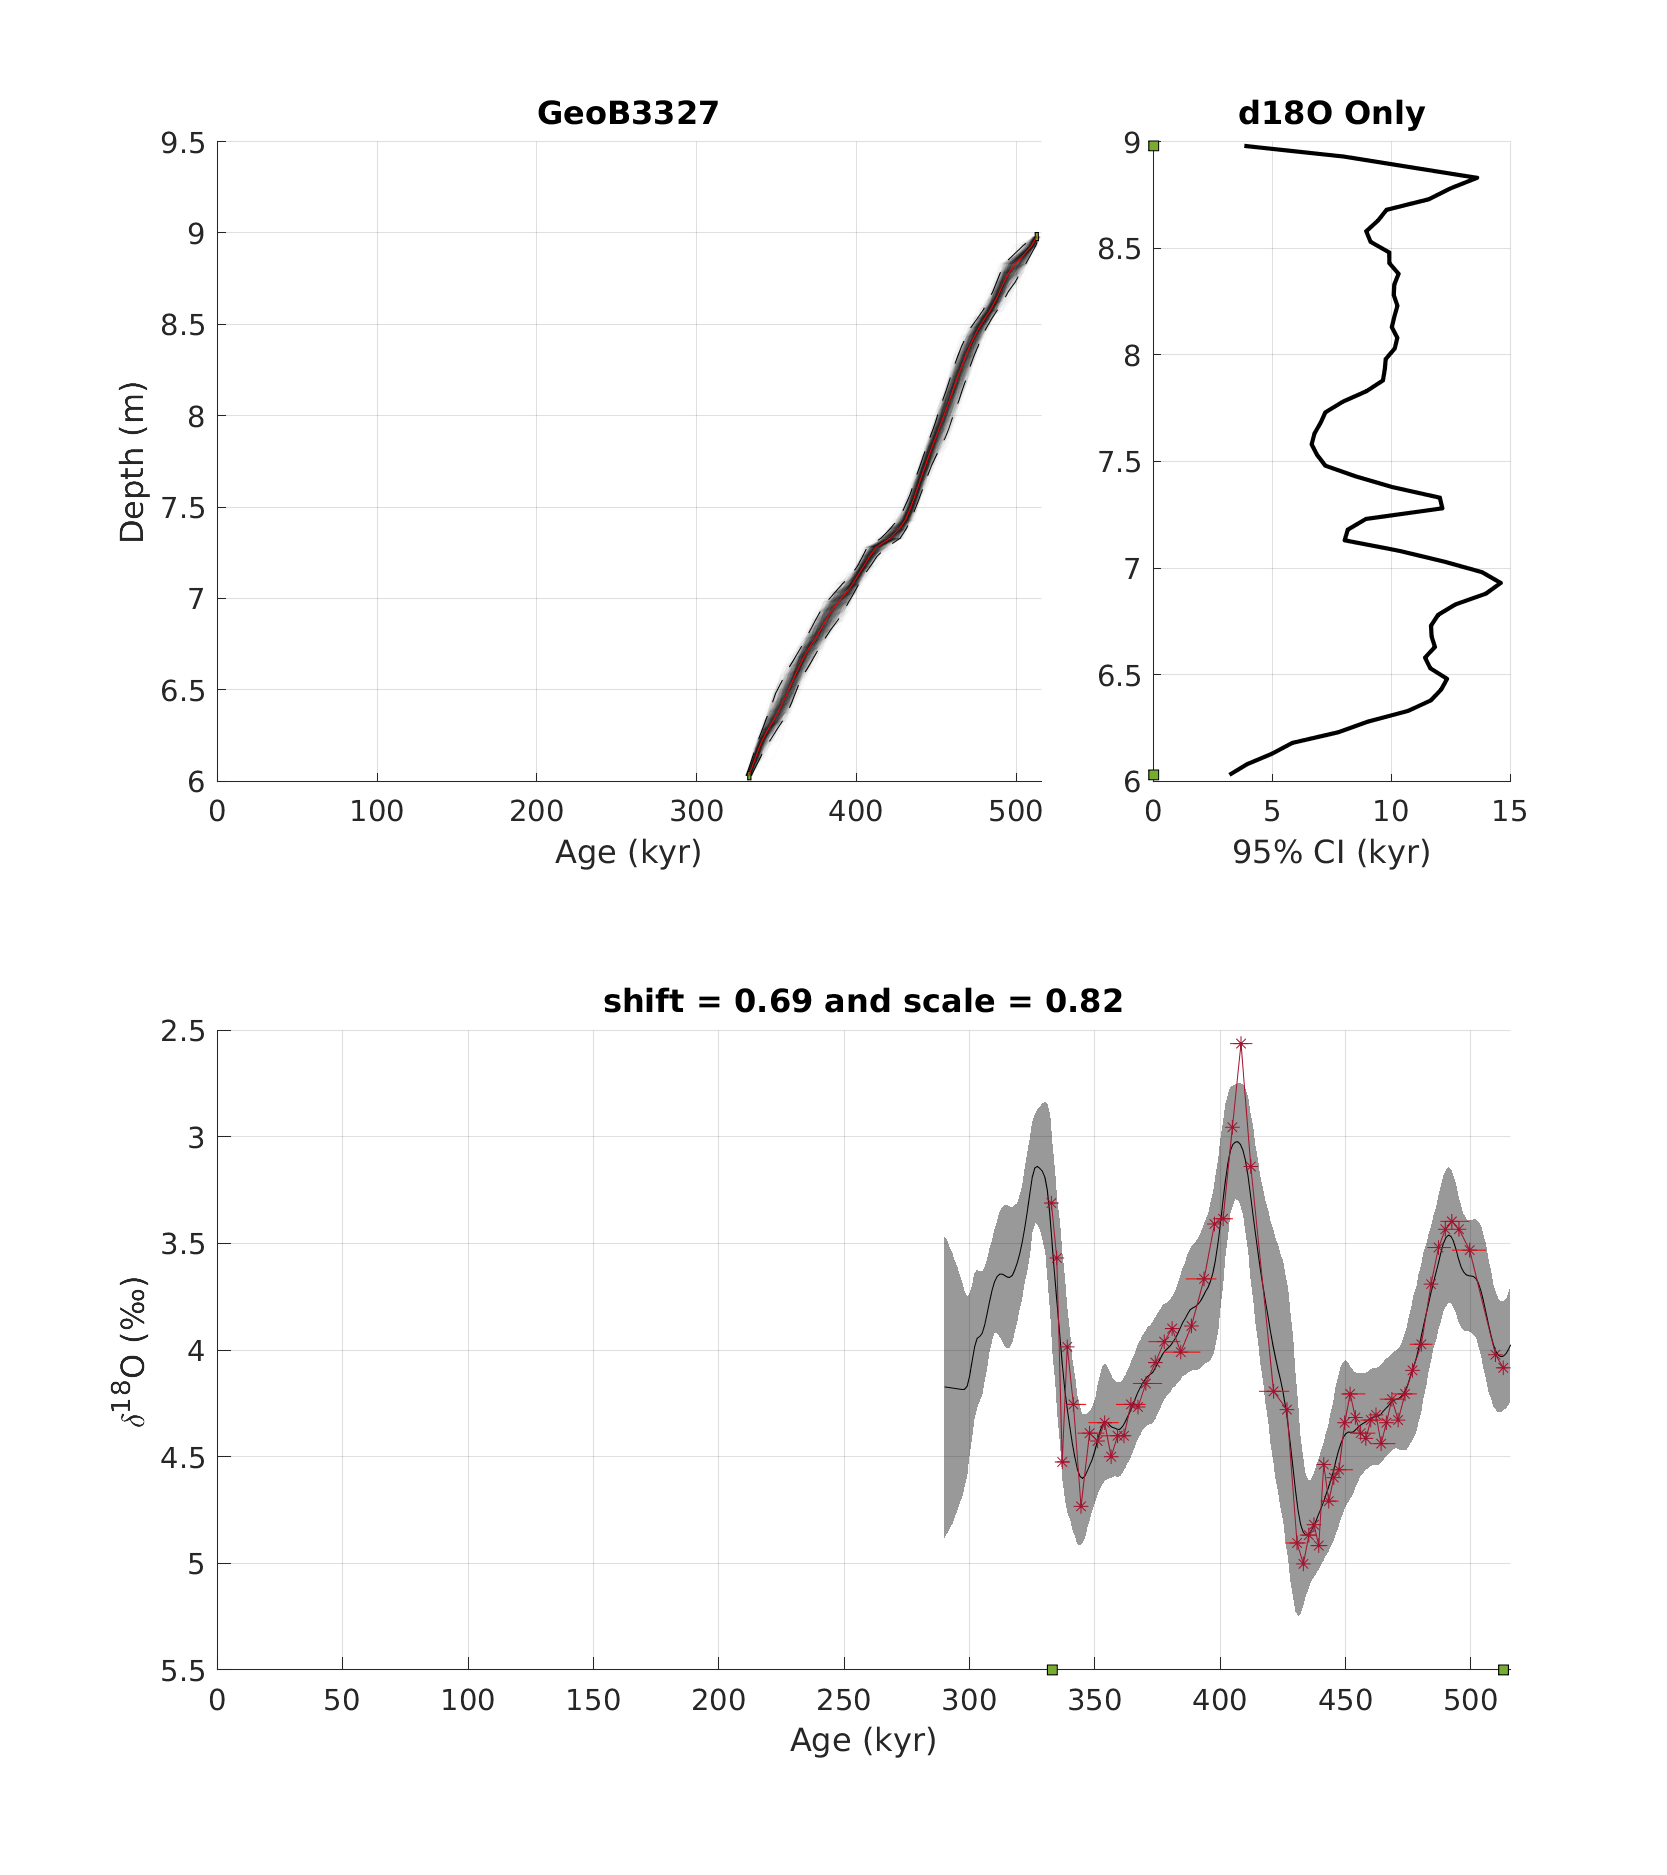 GeoB3327
d18O Only
9.5
9
8.5
8
7.5
7
6.5
6
Depth (m)
0 100 200 300 400 500
Age (kyr)
9
8.5
8
7.5
7
6.5
6
0 5 10 15
95% CI (kyr)
shift = 0.69 and scale = 0.82
2.5
3
3.5
4
4.5
5
5.5
δ18O (‰)
0 50 100 150 200 250 300 350 400 450 500
Age (kyr)